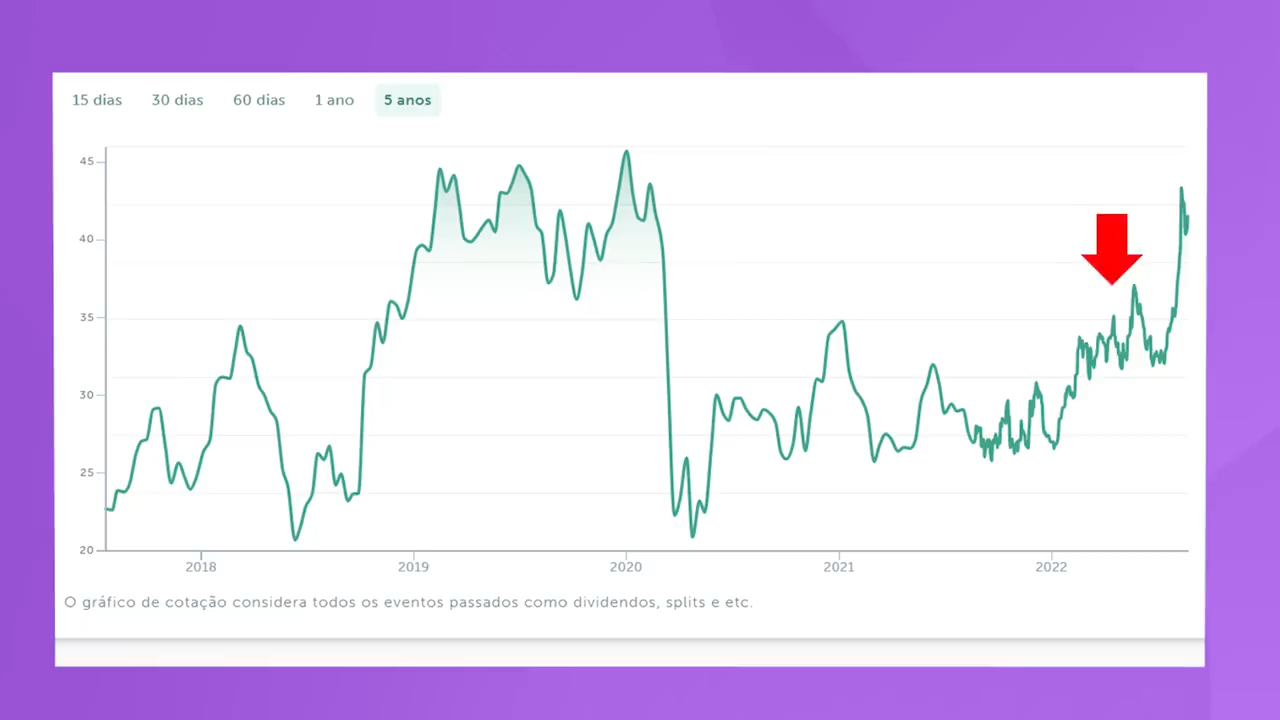 15 dias 30 dias 60 dias 1 ano 5 anos
45
40
35
30
25
20
2018 2019 2020 2021 2022
O gráfico de cotação considera todos os eventos passados como dividendos, splits e etc.